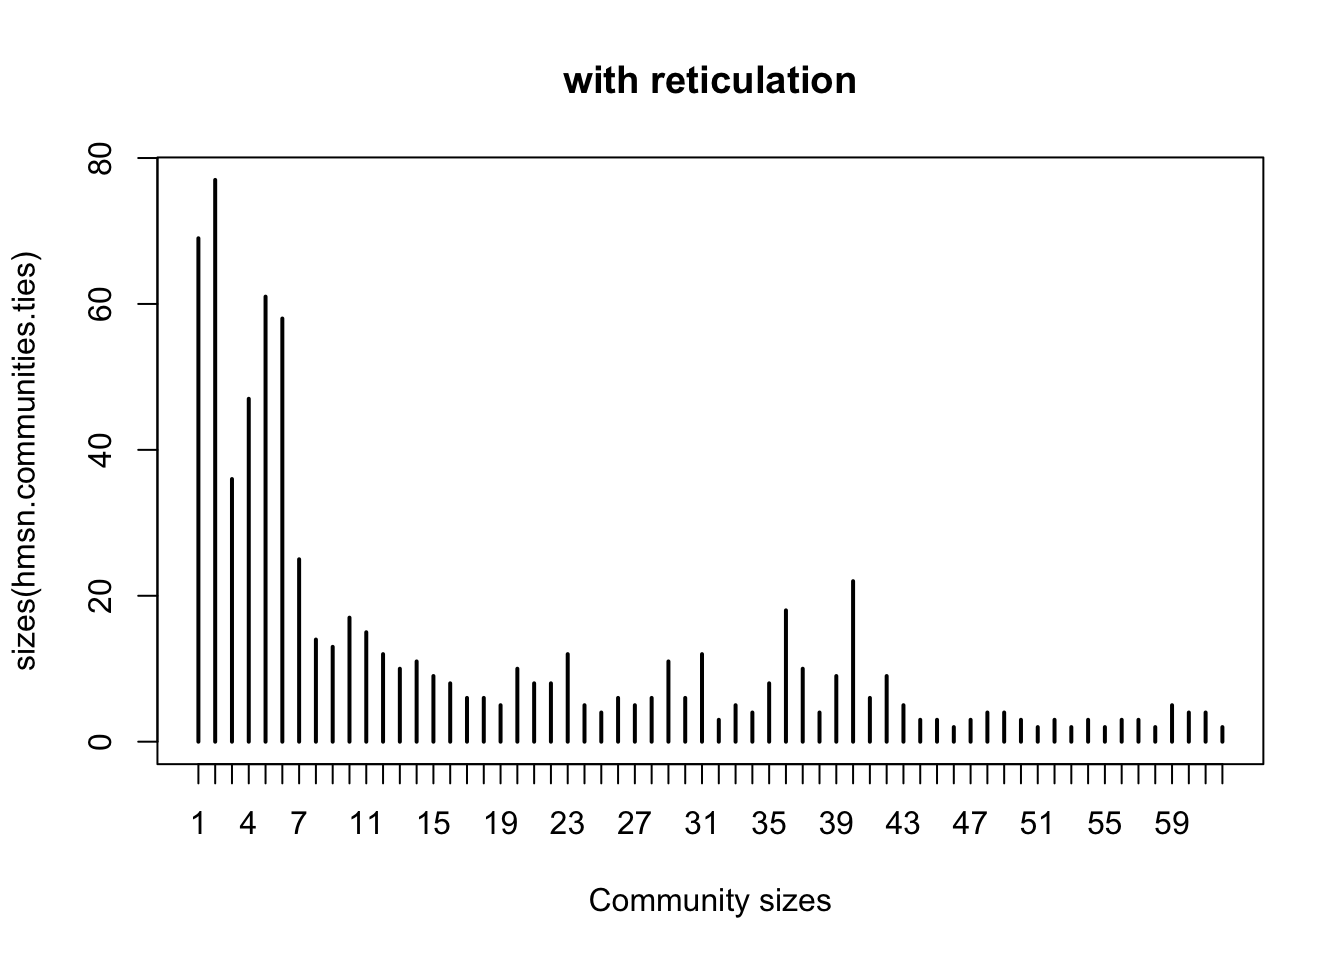 with reticulation
sizes(hmsn.communities.ties)
80
60
40
20
0
1 4 7 11 15 19 23 27 31 35 39 43 47 51 55 59
Community sizes